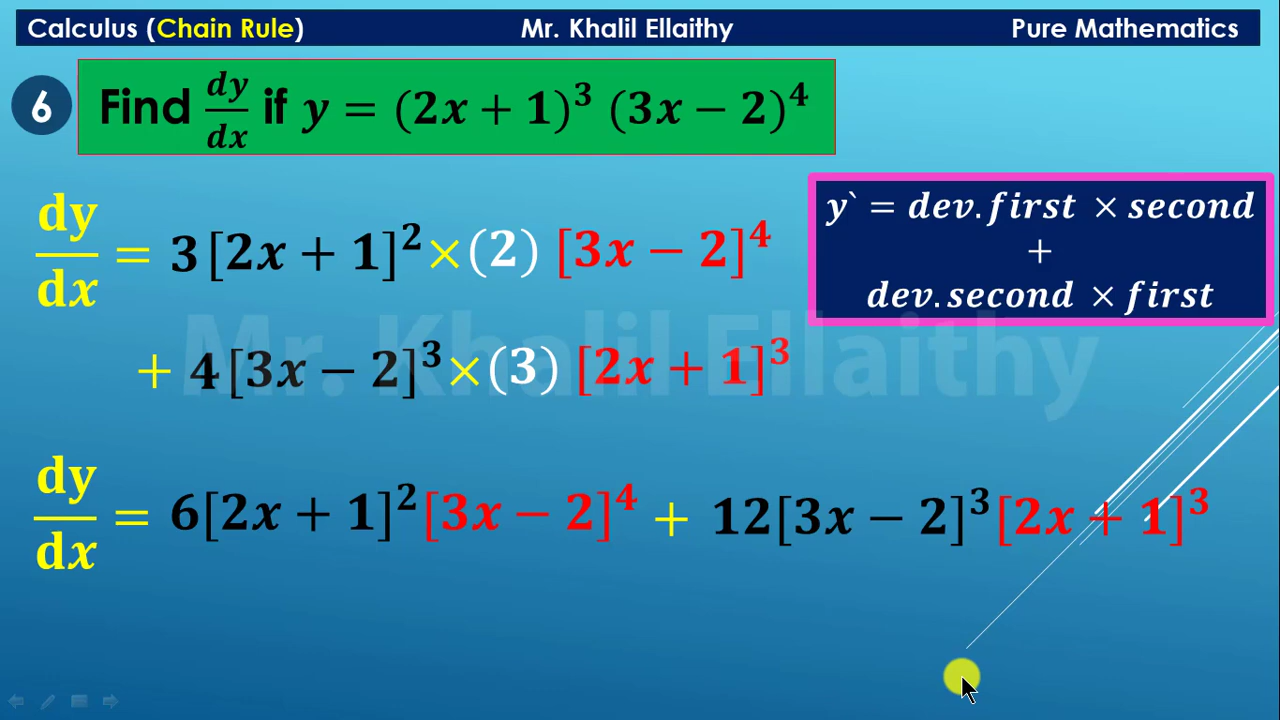 Calculus (Chain Rule) Mr. Khalil Ellaithy Pure Mathematics
6 Find dy/dx if y = (2x + 1)³ (3x − 2)⁴
dy/dx = 3[2x + 1]² × (2) [3x − 2]⁴
y` = dev.first × second
+
dev.second × first
+ 4[3x − 2]³ × (3) [2x + 1]³
Mr. Khalil Ellaithy
dy/dx = 6[2x + 1]²[3x − 2]⁴ + 12[3x − 2]³[2x + 1]³